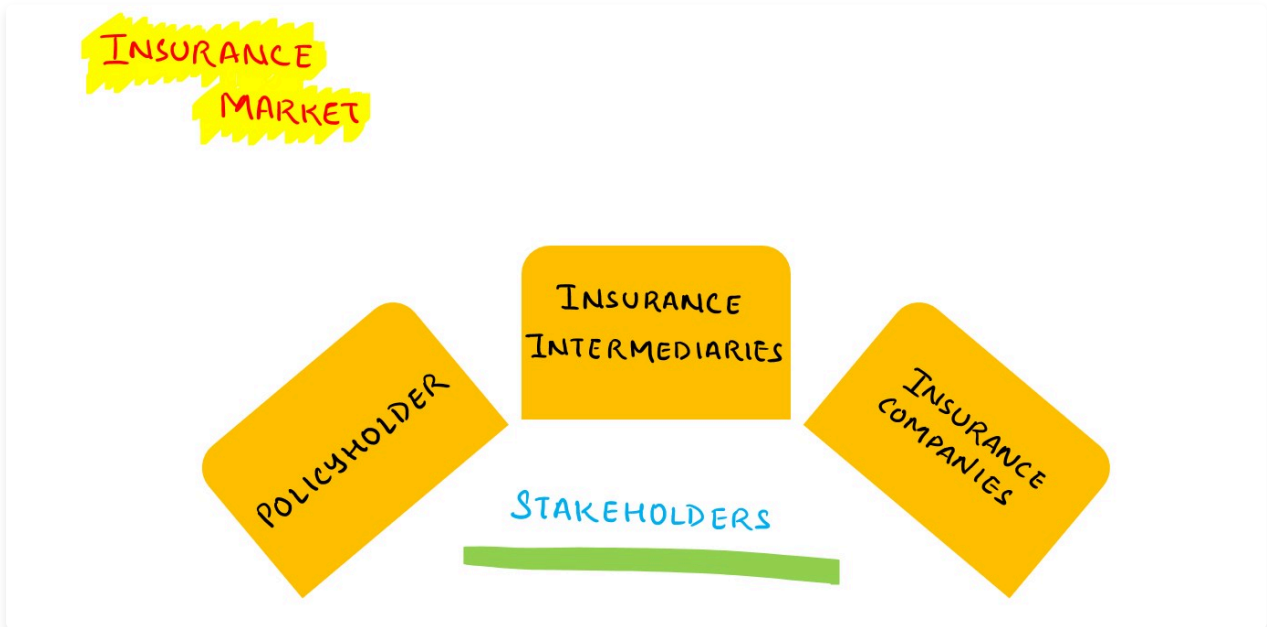 INSURANCE
MARKET
INSURANCE
INTERMEDIARIES
POLICYHOLDER
INSURANCE
COMPANIES
STAKEHOLDERS